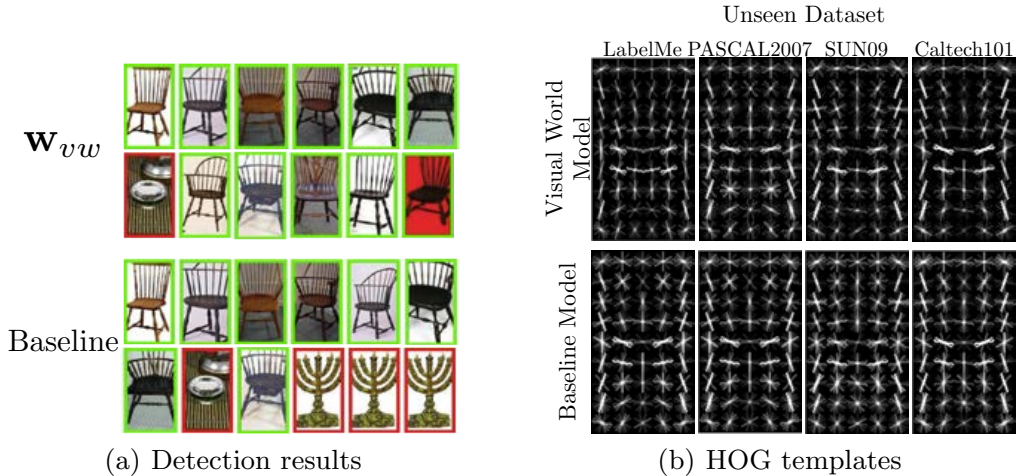 w_vw
Baseline
(a) Detection results
Unseen Dataset
LabelMe PASCAL2007 SUN09 Caltech101
Visual World
Model
Baseline Model
(b) HOG templates